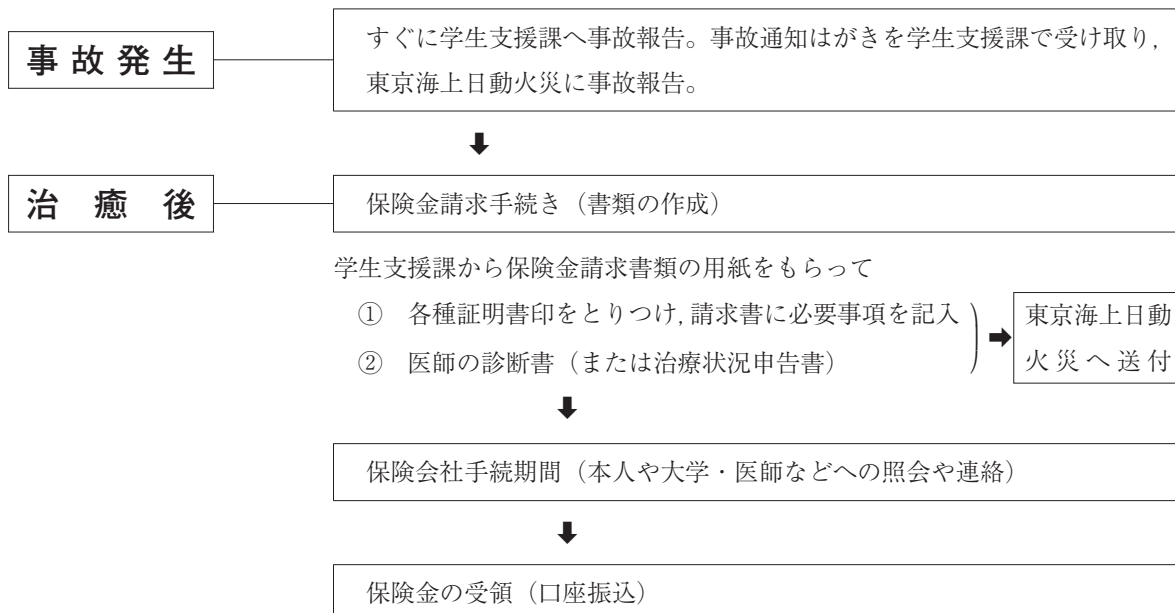 事故発生
すぐに学生支援課へ事故報告。事故通知はがきを学生支援課で受け取り,
東京海上日動火災に事故報告。
治癒後
保険金請求手続き（書類の作成）
学生支援課から保険金請求書類の用紙をもらって
① 各種証明書印をとりつけ, 請求書に必要事項を記入
② 医師の診断書（または治療状況申告書）
東京海上日動
火災へ送付
保険会社手続期間（本人や大学・医師などへの照会や連絡）
保険金の受領（口座振込）